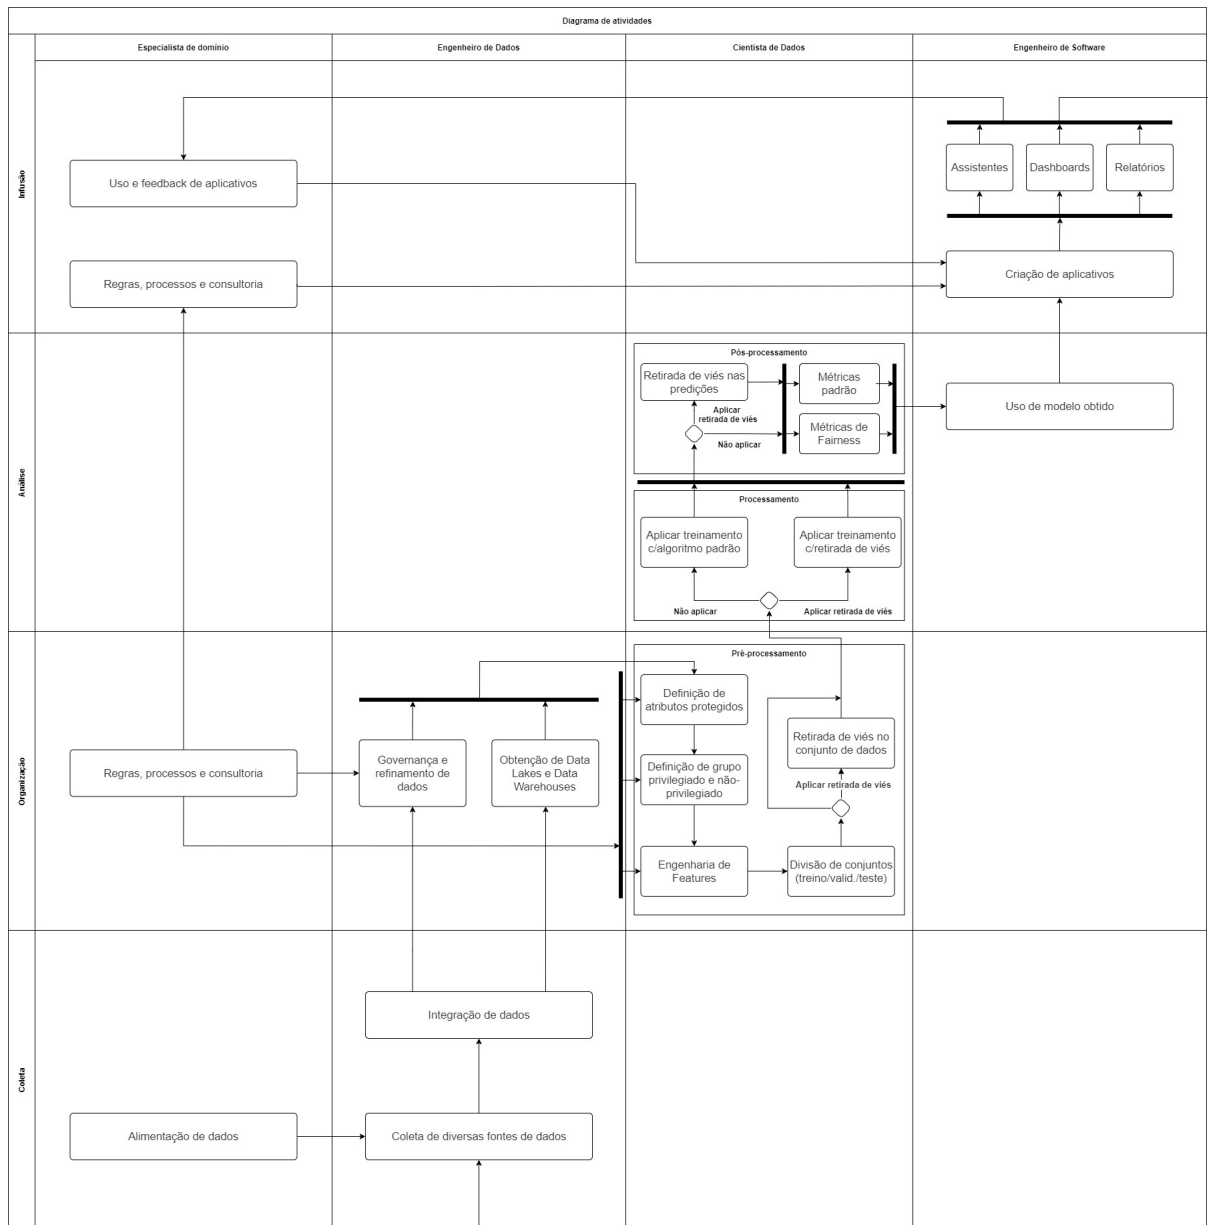 Diagrama de atividades
Especialista de domínio
Engenheiro de Dados
Cientista de Dados
Engenheiro de Software
Infusão
Uso e feedback de aplicativos
Regras, processos e consultoria
Assistentes
Dashboards
Relatórios
Criação de aplicativos
Análise
Pós-processamento
Retirada de viés nas
predições
Métricas
padrão
Aplicar
retirada de viés
Não aplicar
Métricas de
Fairness
Uso de modelo obtido
Processamento
Aplicar treinamento
c/algoritmo padrão
Aplicar treinamento
c/retirada de viés
Não aplicar
Aplicar retirada de viés
Organização
Pré-processamento
Definição de
atributos protegidos
Regras, processos e consultoria
Governança e
refinamento de
dados
Obtenção de Data
Lakes e Data
Warehouses
Definição de grupo
privilegiado e não-
privilegiado
Retirada de viés no
conjunto de dados
Aplicar retirada de viés
Engenharia de
Features
Divisão de conjuntos
(treino/valid./teste)
Coleta
Integração de dados
Alimentação de dados
Coleta de diversas fontes de dados